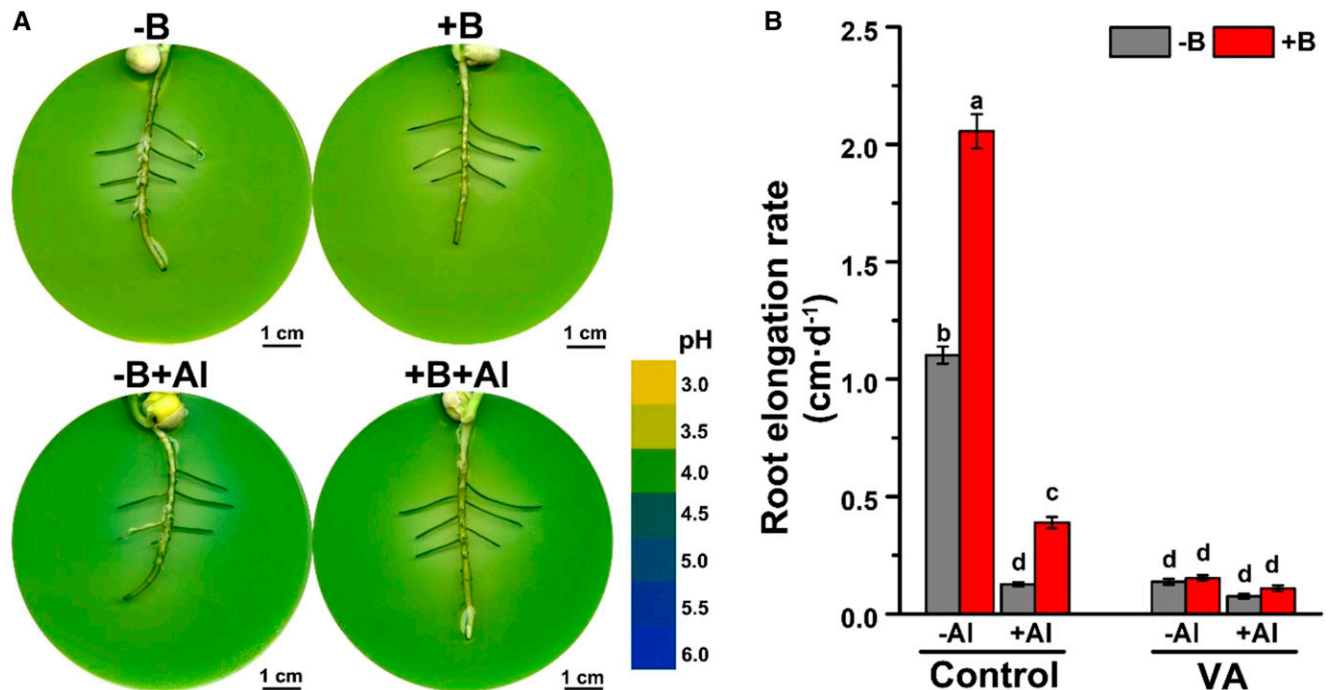 A
-B
+B
1 cm
1 cm
-B+Al
+B+Al
pH
3.0
3.5
4.0
4.5
5.0
5.5
6.0
1 cm
1 cm
B
-B
+B
Root elongation rate
(cm·d⁻¹)
2.5
2.0
1.5
1.0
0.5
0.0
a
b
c
d
d
d
d
d
-Al
+Al
-Al
+Al
Control
VA